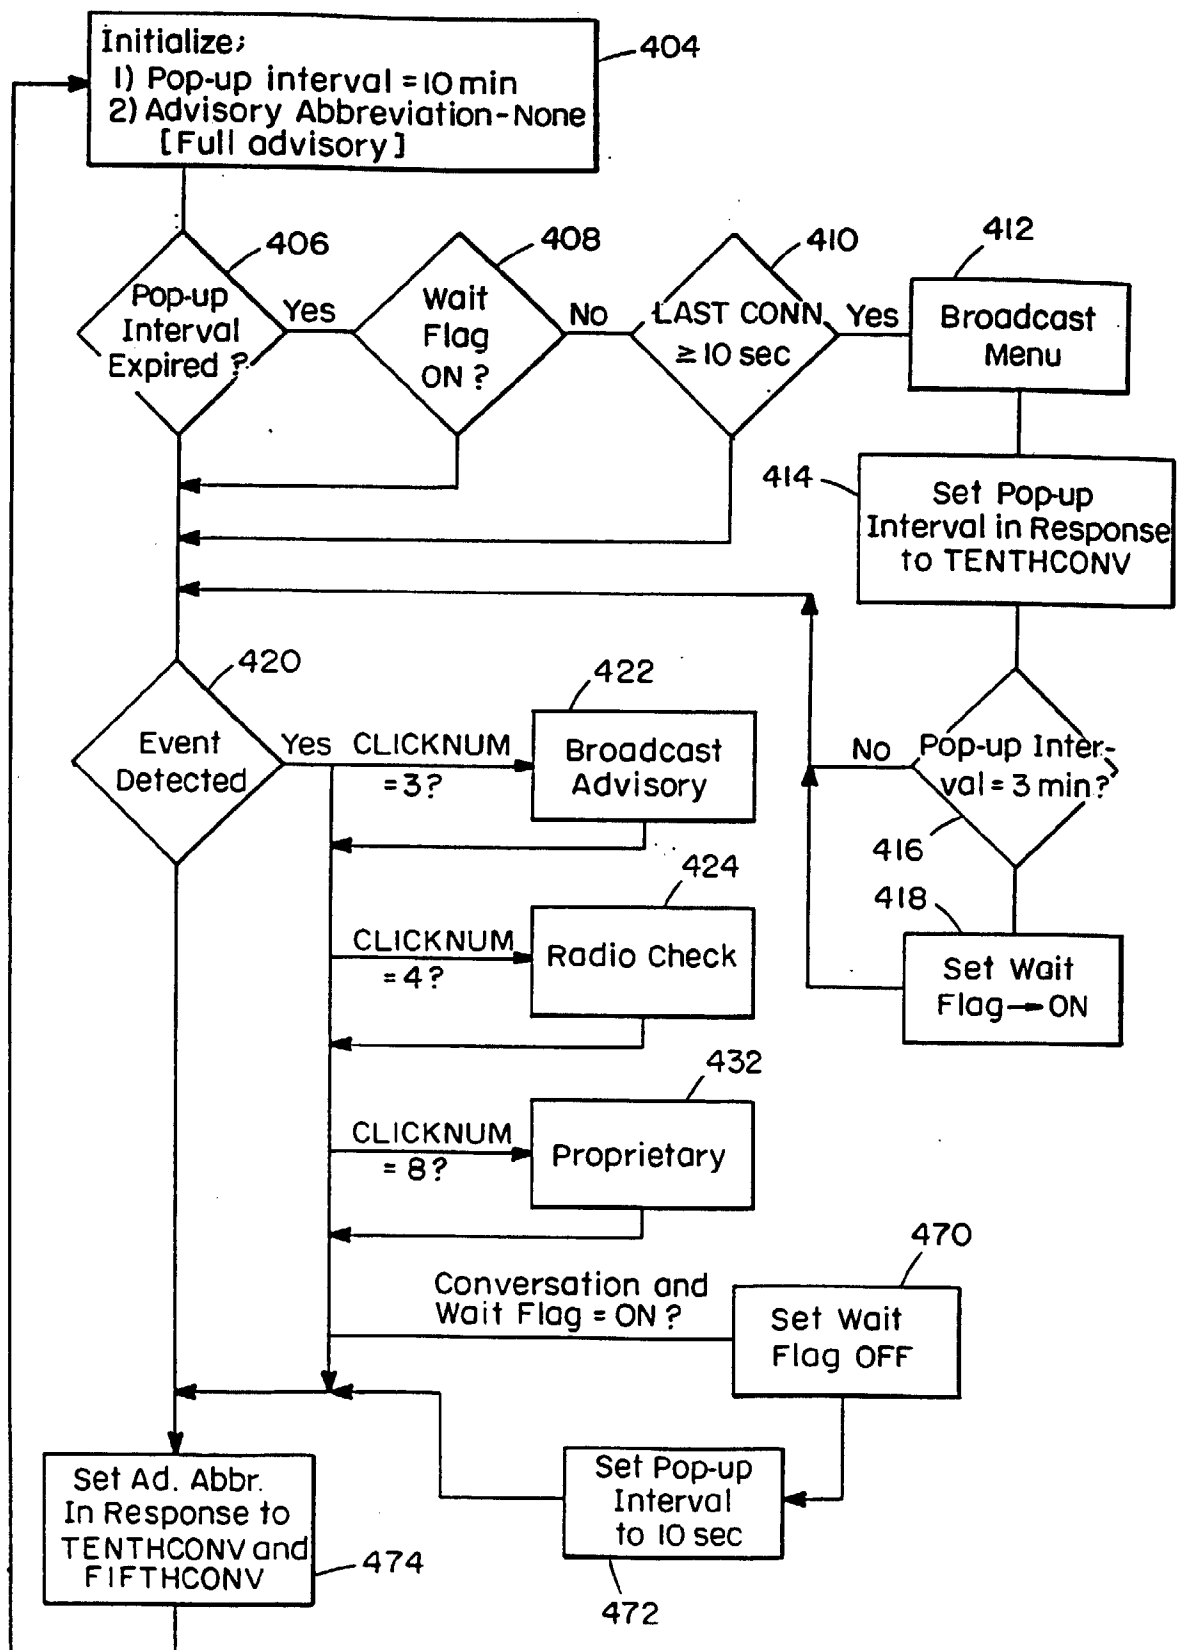 Initialize;
1) Pop-up interval = 10 min
2) Advisory Abbreviation-None
[Full advisory]
404
406
Pop-up
Interval
Expired ?
Yes
408
Wait
Flag
ON ?
No
410
LAST CONN
≥ 10 sec
Yes
412
Broadcast
Menu
414
Set Pop-up
Interval in Response
to TENTHCONV
No
Pop-up Inter-
val = 3 min?
416
418
Set Wait
Flag → ON
420
Event
Detected
Yes
CLICKNUM
= 3?
422
Broadcast
Advisory
424
CLICKNUM
= 4?
Radio Check
432
CLICKNUM
= 8?
Proprietary
470
Conversation and
Wait Flag = ON ?
Set Wait
Flag OFF
Set Pop-up
Interval
to 10 sec
472
Set Ad. Abbr.
In Response to
TENTHCONV and
FIFTHCONV
474